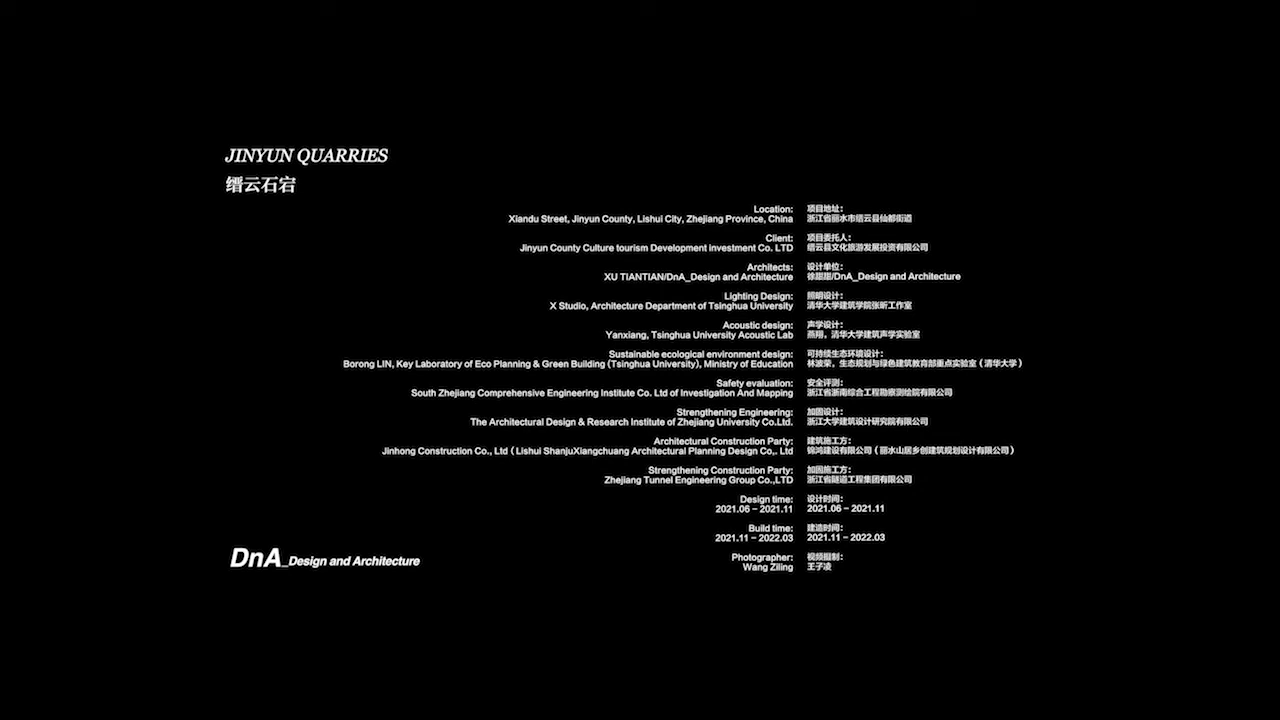 JINYUN QUARRIES
缙云石宕
Location:
Xiandu Street, Jinyun County, Lishui City, Zhejiang Province, China
项目地址:
浙江省丽水市缙云县仙都街道
Client:
Jinyun County Culture tourism Development investment Co. LTD
项目委托人:
缙云县文化旅游发展投资有限公司
Architects:
XU TIANTIAN/DnA_Design and Architecture
设计单位:
徐甜甜/DnA_Design and Architecture
Lighting Design:
X Studio, Architecture Department of Tsinghua University
照明设计:
清华大学建筑学院张昕工作室
Acoustic design:
Yanxiang, Tsinghua University Acoustic Lab
声学设计:
燕翔，清华大学建筑声学实验室
Sustainable ecological environment design:
Borong LIN, Key Laboratory of Eco Planning & Green Building (Tsinghua University), Ministry of Education
可持续生态环境设计:
林波荣，生态规划与绿色建筑教育部重点实验室（清华大学）
Safety evaluation:
South Zhejiang Comprehensive Engineering Institute Co. Ltd of Investigation And Mapping
安全评测:
浙江省浙南综合工程勘察测绘院有限公司
Strengthening Engineering:
The Architectural Design & Research Institute of Zhejiang University Co.Ltd.
加固设计:
浙江大学建筑设计研究院有限公司
Architectural Construction Party:
Jinhong Construction Co., Ltd ( Lishui ShanjuXiangchuang Architectural Planning Design Co,. Ltd
建筑施工方:
锦鸿建设有限公司（丽水山居乡创建筑规划设计有限公司）
Strengthening Construction Party:
Zhejiang Tunnel Engineering Group Co.,LTD
加固施工方:
浙江省隧道工程集团有限公司
Design time:
2021.06 – 2021.11
设计时间:
2021.06 – 2021.11
Build time:
2021.11 – 2022.03
建造时间:
2021.11 – 2022.03
Photographer:
Wang Ziling
视频摄制:
王子凌
DnA_Design and Architecture